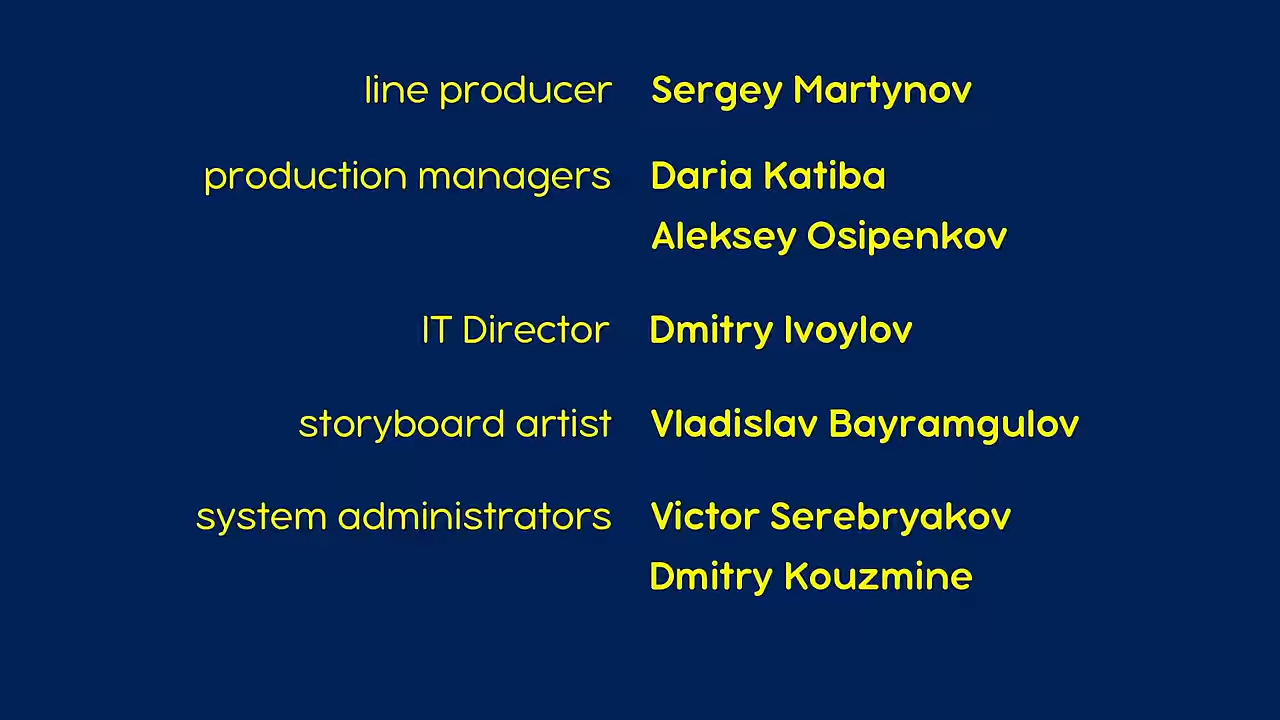 line producer Sergey Martynov
production managers Daria Katiba
Aleksey Osipenkov
IT Director Dmitry Ivoylov
storyboard artist Vladislav Bayramgulov
system administrators Victor Serebryakov
Dmitry Kouzmine